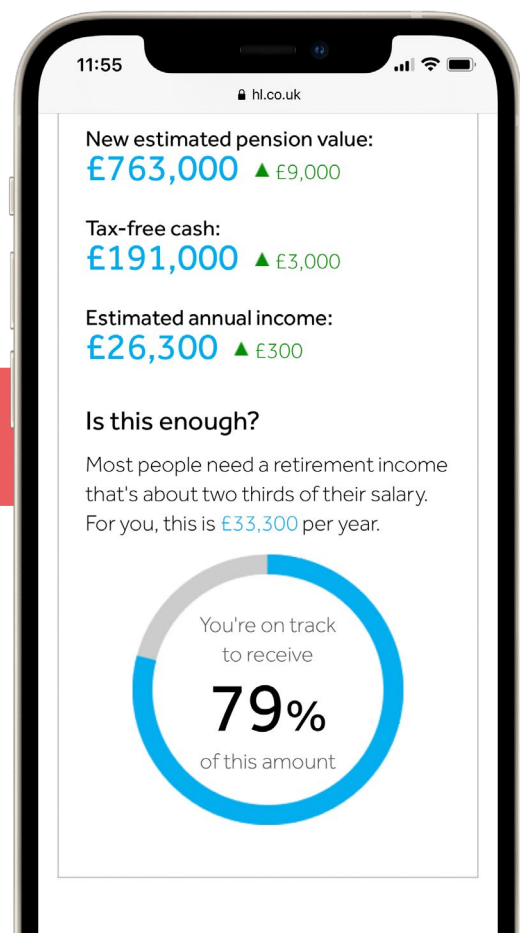 11:55
hl.co.uk
New estimated pension value:
£763,000 ▲ £9,000
Tax-free cash:
£191,000 ▲ £3,000
Estimated annual income:
£26,300 ▲ £300
Is this enough?
Most people need a retirement income
that's about two thirds of their salary.
For you, this is £33,300 per year.
You're on track
to receive
79%
of this amount